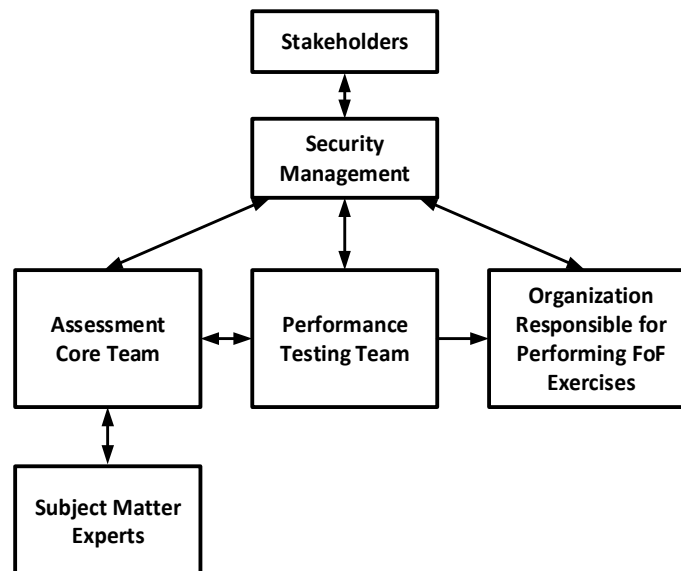 Stakeholders
Security
Management
Assessment
Core Team
Performance
Testing Team
Organization
Responsible for
Performing FoF
Exercises
Subject Matter
Experts